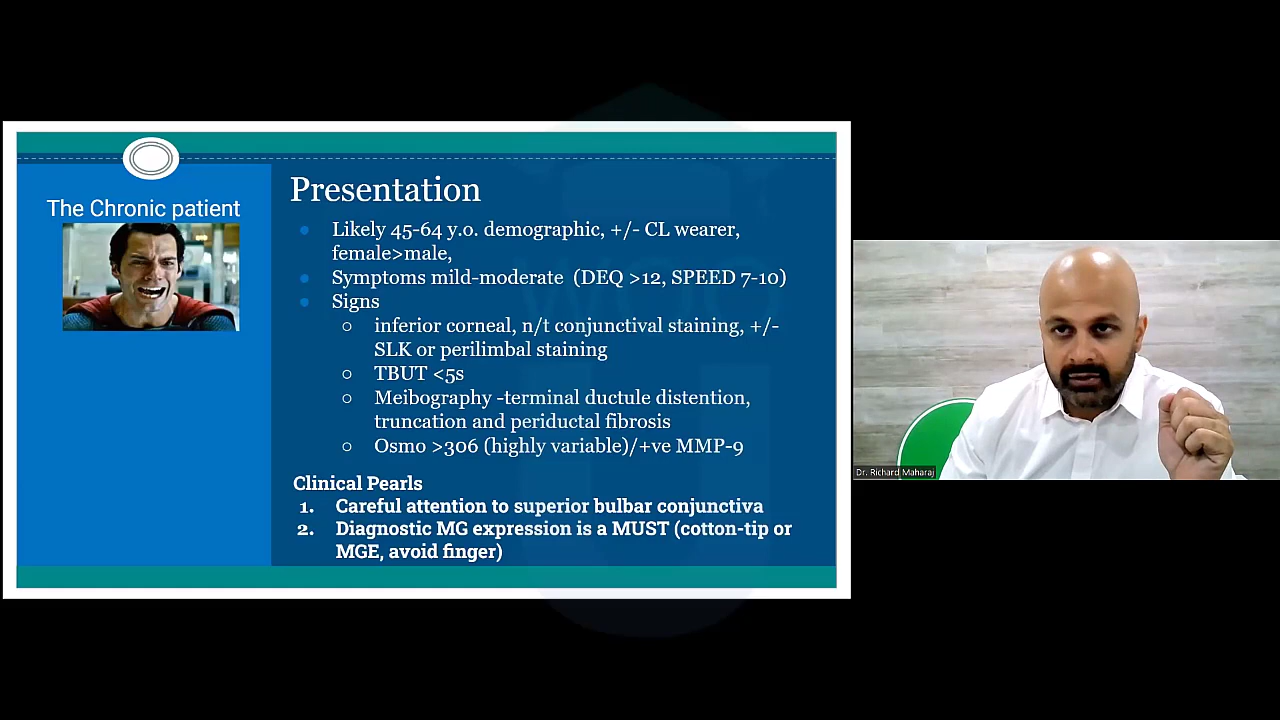 The Chronic patient
Presentation
Likely 45-64 y.o. demographic, +/- CL wearer,
female>male,
Symptoms mild-moderate (DEQ >12, SPEED 7-10)
Signs
inferior corneal, n/t conjunctival staining, +/-
SLK or perilimbal staining
TBUT <5s
Meibography -terminal ductule distention,
truncation and periductal fibrosis
Osmo >306 (highly variable)/+ve MMP-9
Clinical Pearls
1. Careful attention to superior bulbar conjunctiva
2. Diagnostic MG expression is a MUST (cotton-tip or
MGE, avoid finger)
Dr. Richard Maharaj